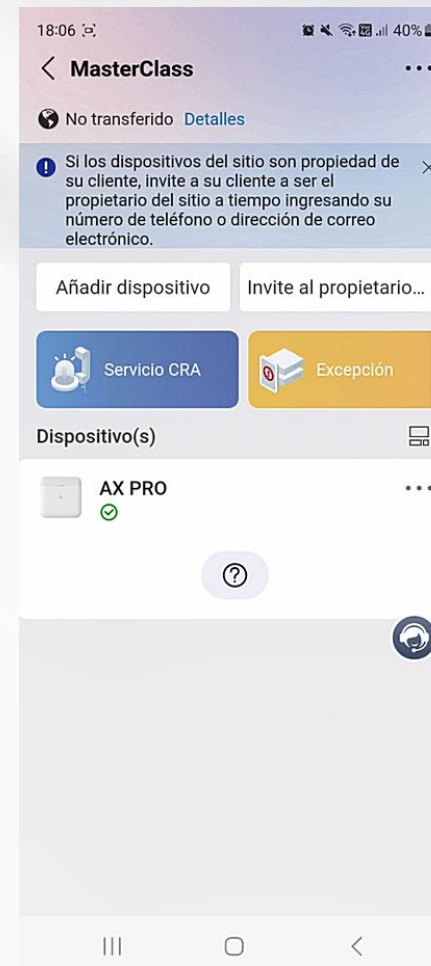 18:06
40%
MasterClass
No transferido Detalles
Si los dispositivos del sitio son propiedad de
su cliente, invite a su cliente a ser el
propietario del sitio a tiempo ingresando su
número de teléfono o dirección de correo
electrónico.
Añadir dispositivo
Invite al propietario...
Servicio CRA
Excepción
Dispositivo(s)
AX PRO